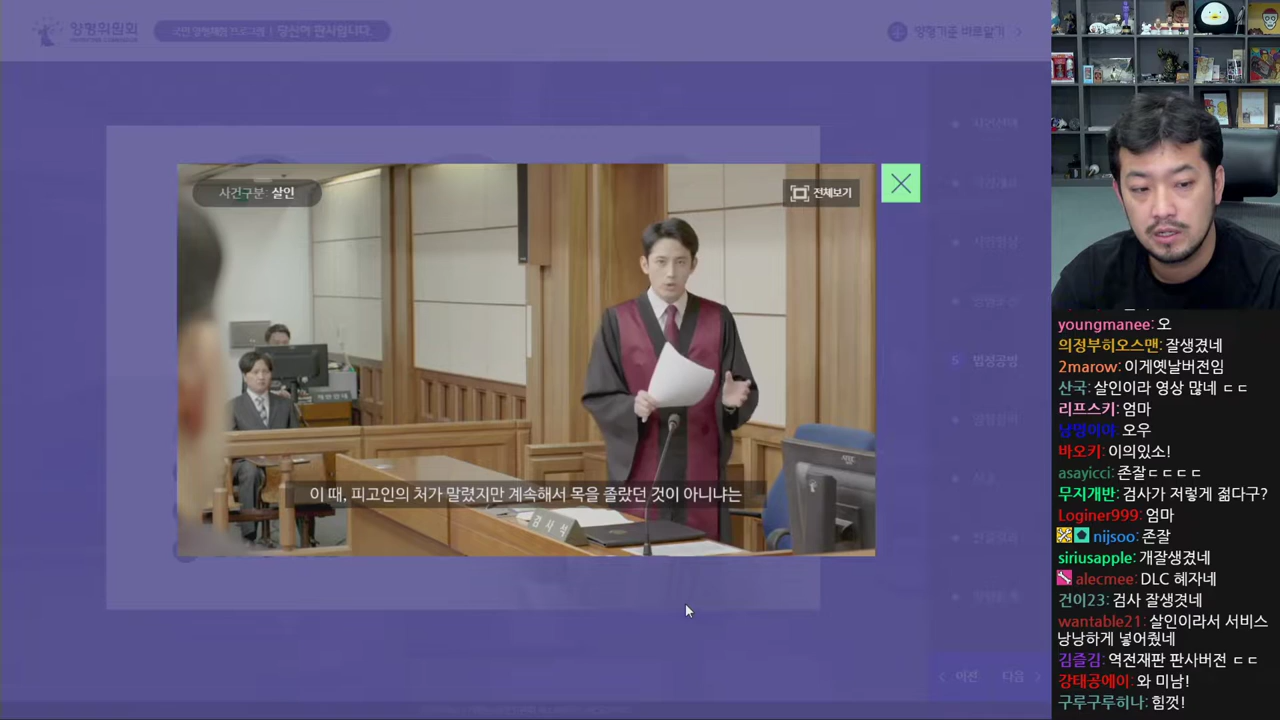 양형위원회
국민 양형체험 프로그램 | 당신이 판사입니다.
양형기준 바로알기
사건구분: 살인
전체보기
법정공방
검사석
이 때, 피고인의 처가 말렸지만 계속해서 목을 졸랐던 것이 아니냐는
이전
다음
youngmanee: 오
의정부히오스맨: 잘생겼네
2marow: 이게옛날버전임
산국: 살인이라 영상 많네 ㄷㄷ
리프스키: 엄마
낭멍이야: 오우
바오키: 이의있소!
asayicci: 존잘ㄷㄷㄷㄷ
무지개반: 검사가 저렇게 젊다구?
Loginer999: 엄마
nijsoo: 존잘
siriusapple: 개잘생겼네
alecmee: DLC 혜자네
건이23: 검사 잘생겻네
wantable21: 살인이라서 서비스
낭낭하게 넣어줬네
김즐김: 역전재판 판사버전 ㄷㄷ
강태공에이: 와 미남!
구루구루히나: 힘껏!